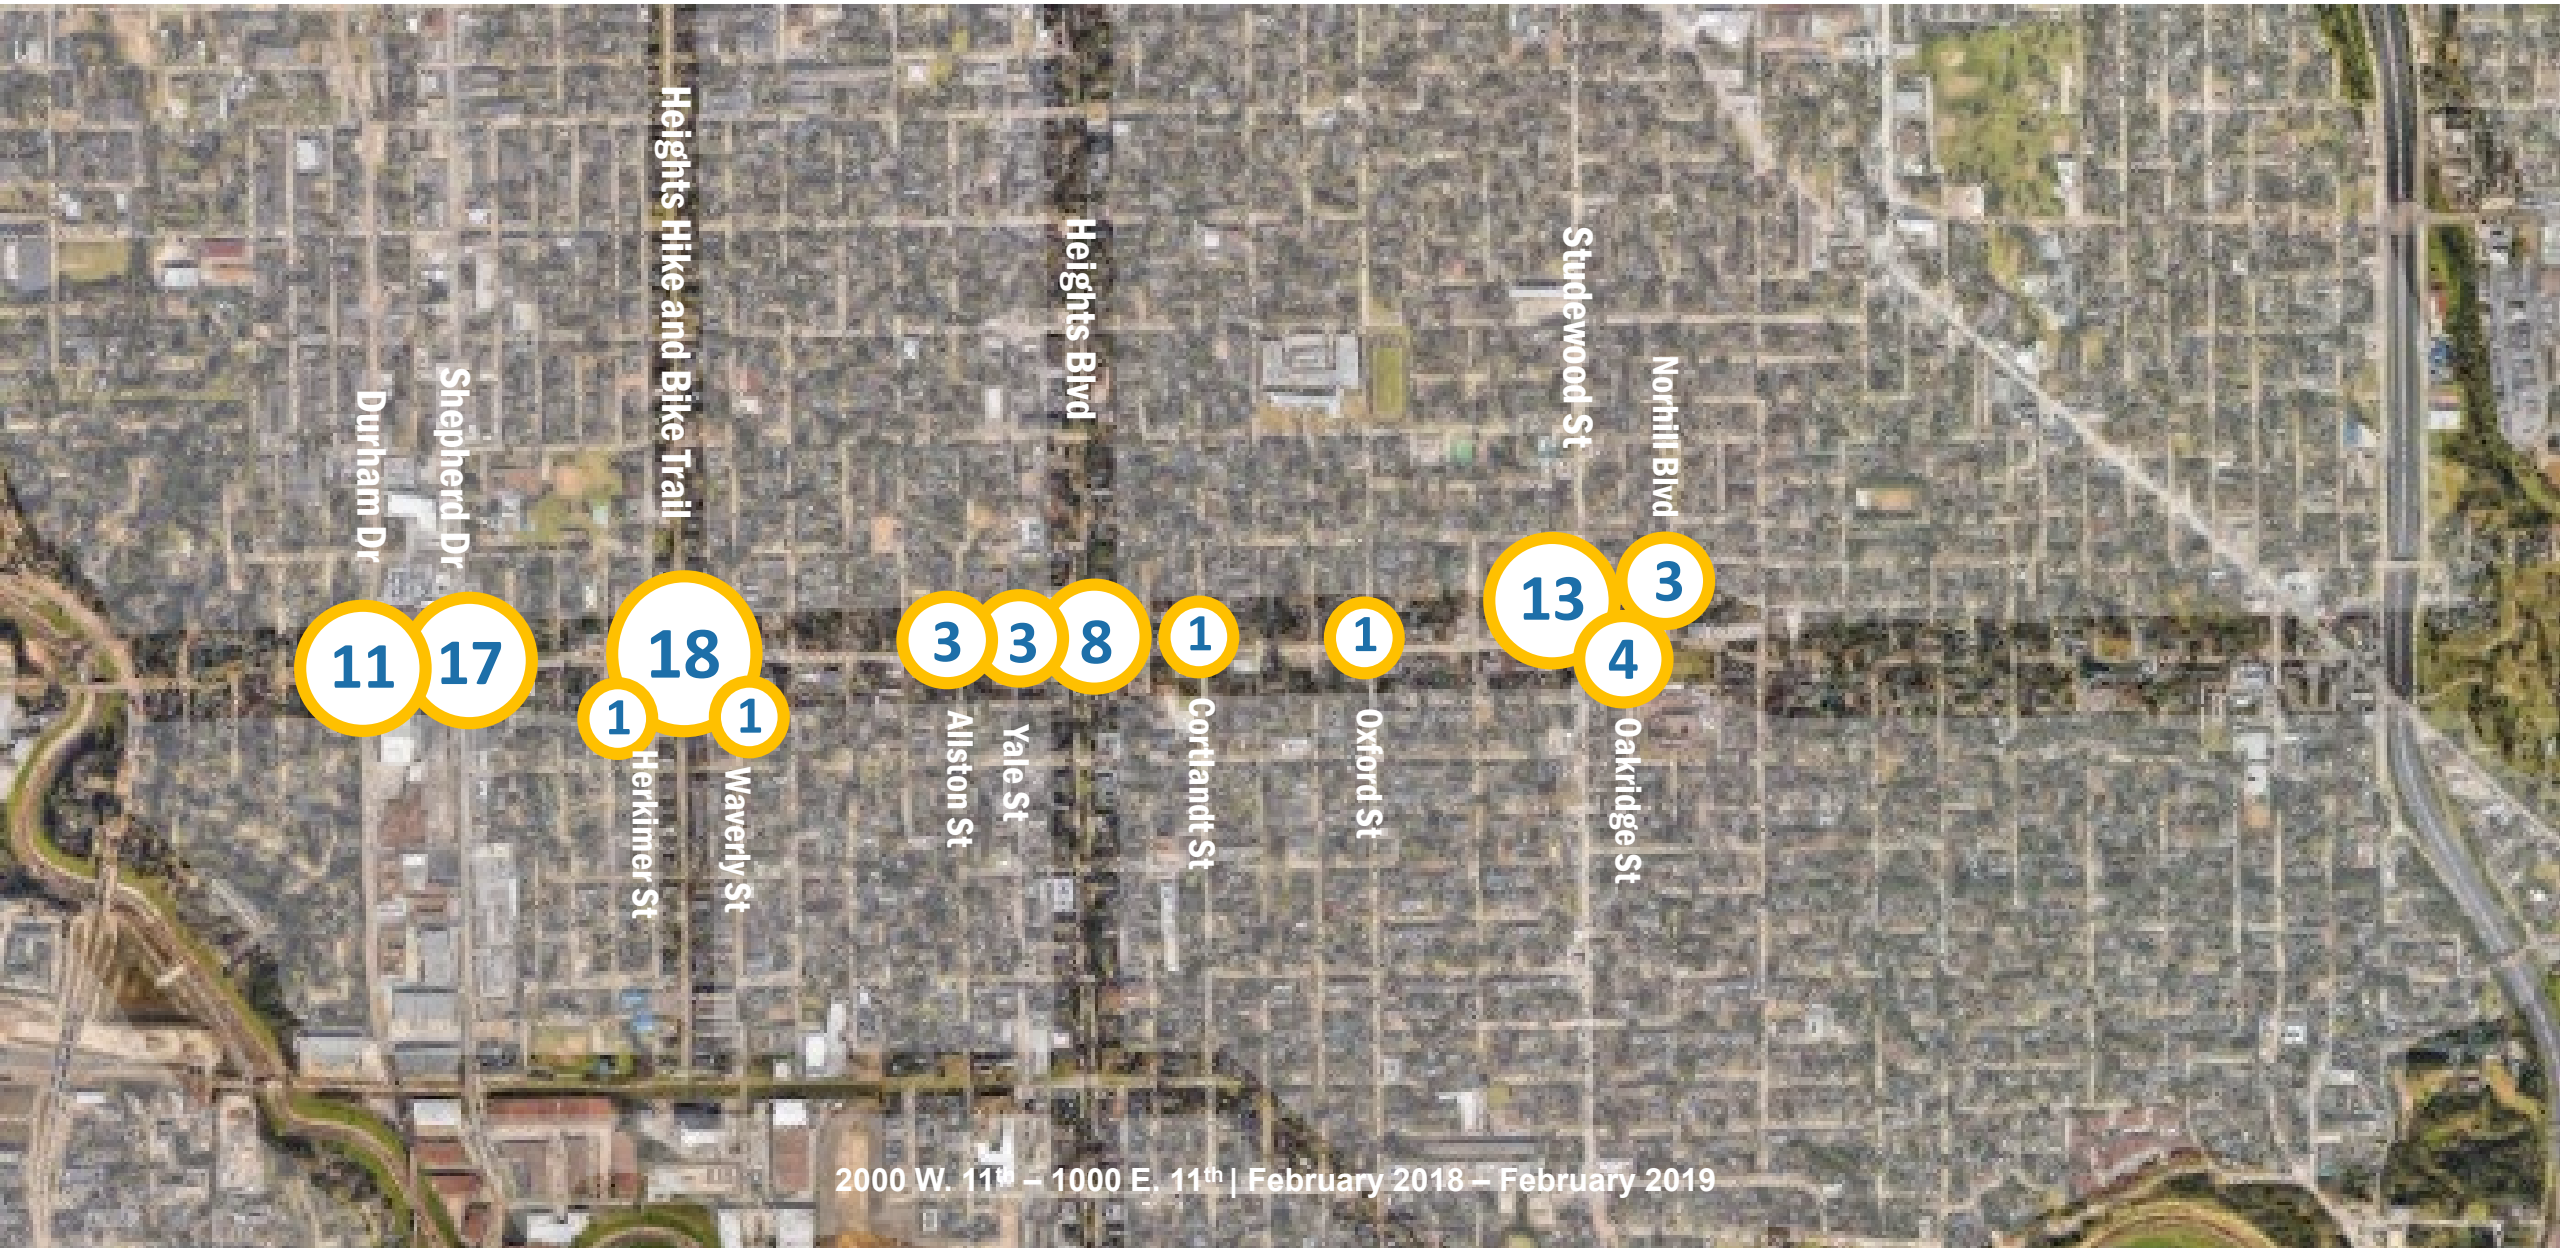 Heights Hike and Bike Trail
Heights Blvd
Studewood St
Norhill Blvd
Shepherd Dr
Durham Dr
11
17
18
1
1
3
3
8
1
1
13
3
4
Herkimer St
Waverly St
Allston St
Yale St
Cortlandt St
Oxford St
Oakridge St
2000 W. 11th – 1000 E. 11th | February 2018 – February 2019